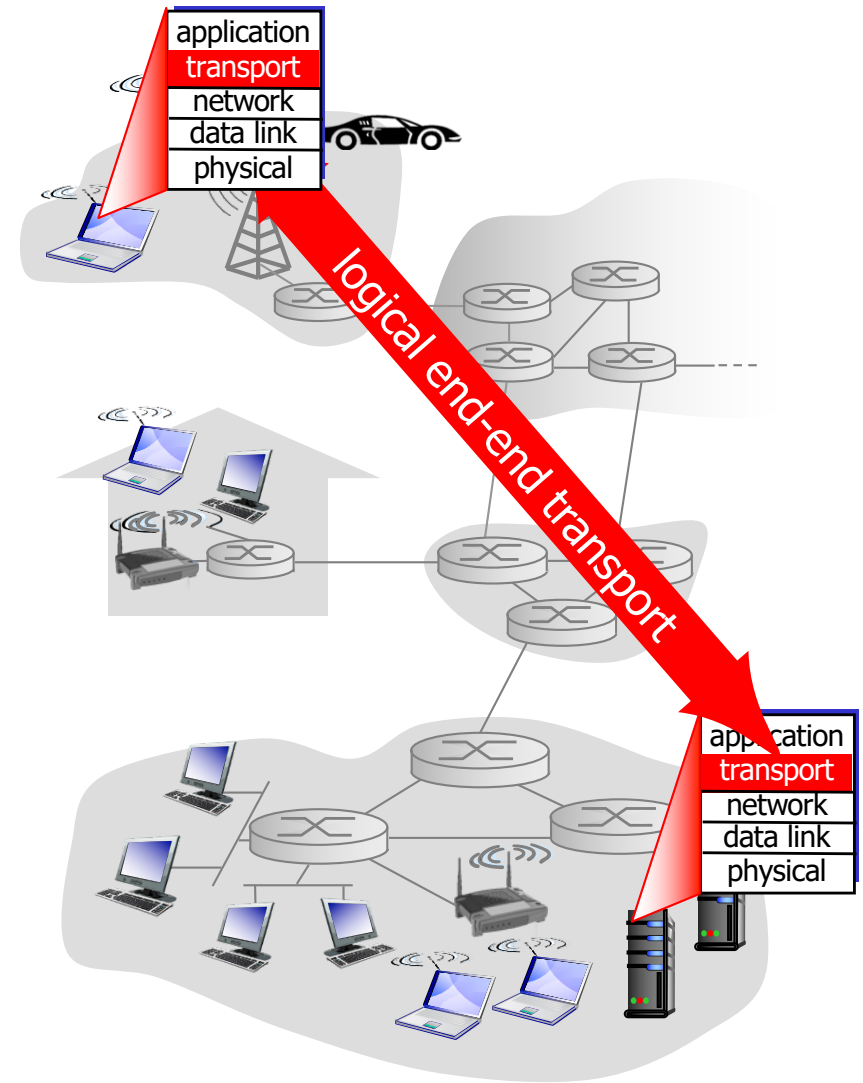 application
transport
network
data link
physical
logical end-end transport
application
transport
network
data link
physical